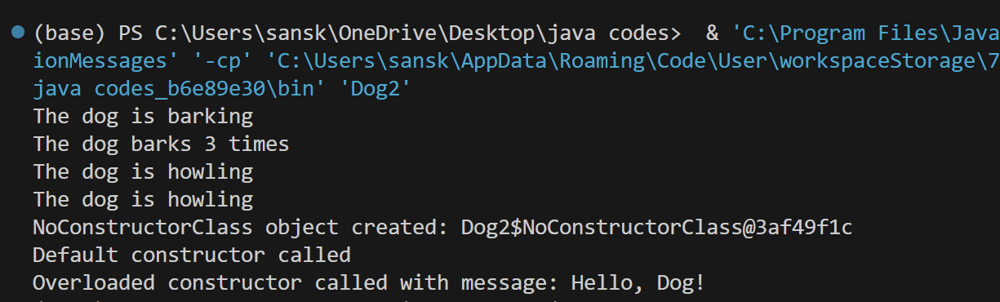 (base) PS C:\Users\sansk\OneDrive\Desktop\java codes>  & 'C:\Program Files\Java
ionMessages' '-cp' 'C:\Users\sansk\AppData\Roaming\Code\User\workspaceStorage\7
java codes_b6e89e30\bin' 'Dog2'
The dog is barking
The dog barks 3 times
The dog is howling
The dog is howling
NoConstructorClass object created: Dog2$NoConstructorClass@3af49f1c
Default constructor called
Overloaded constructor called with message: Hello, Dog!